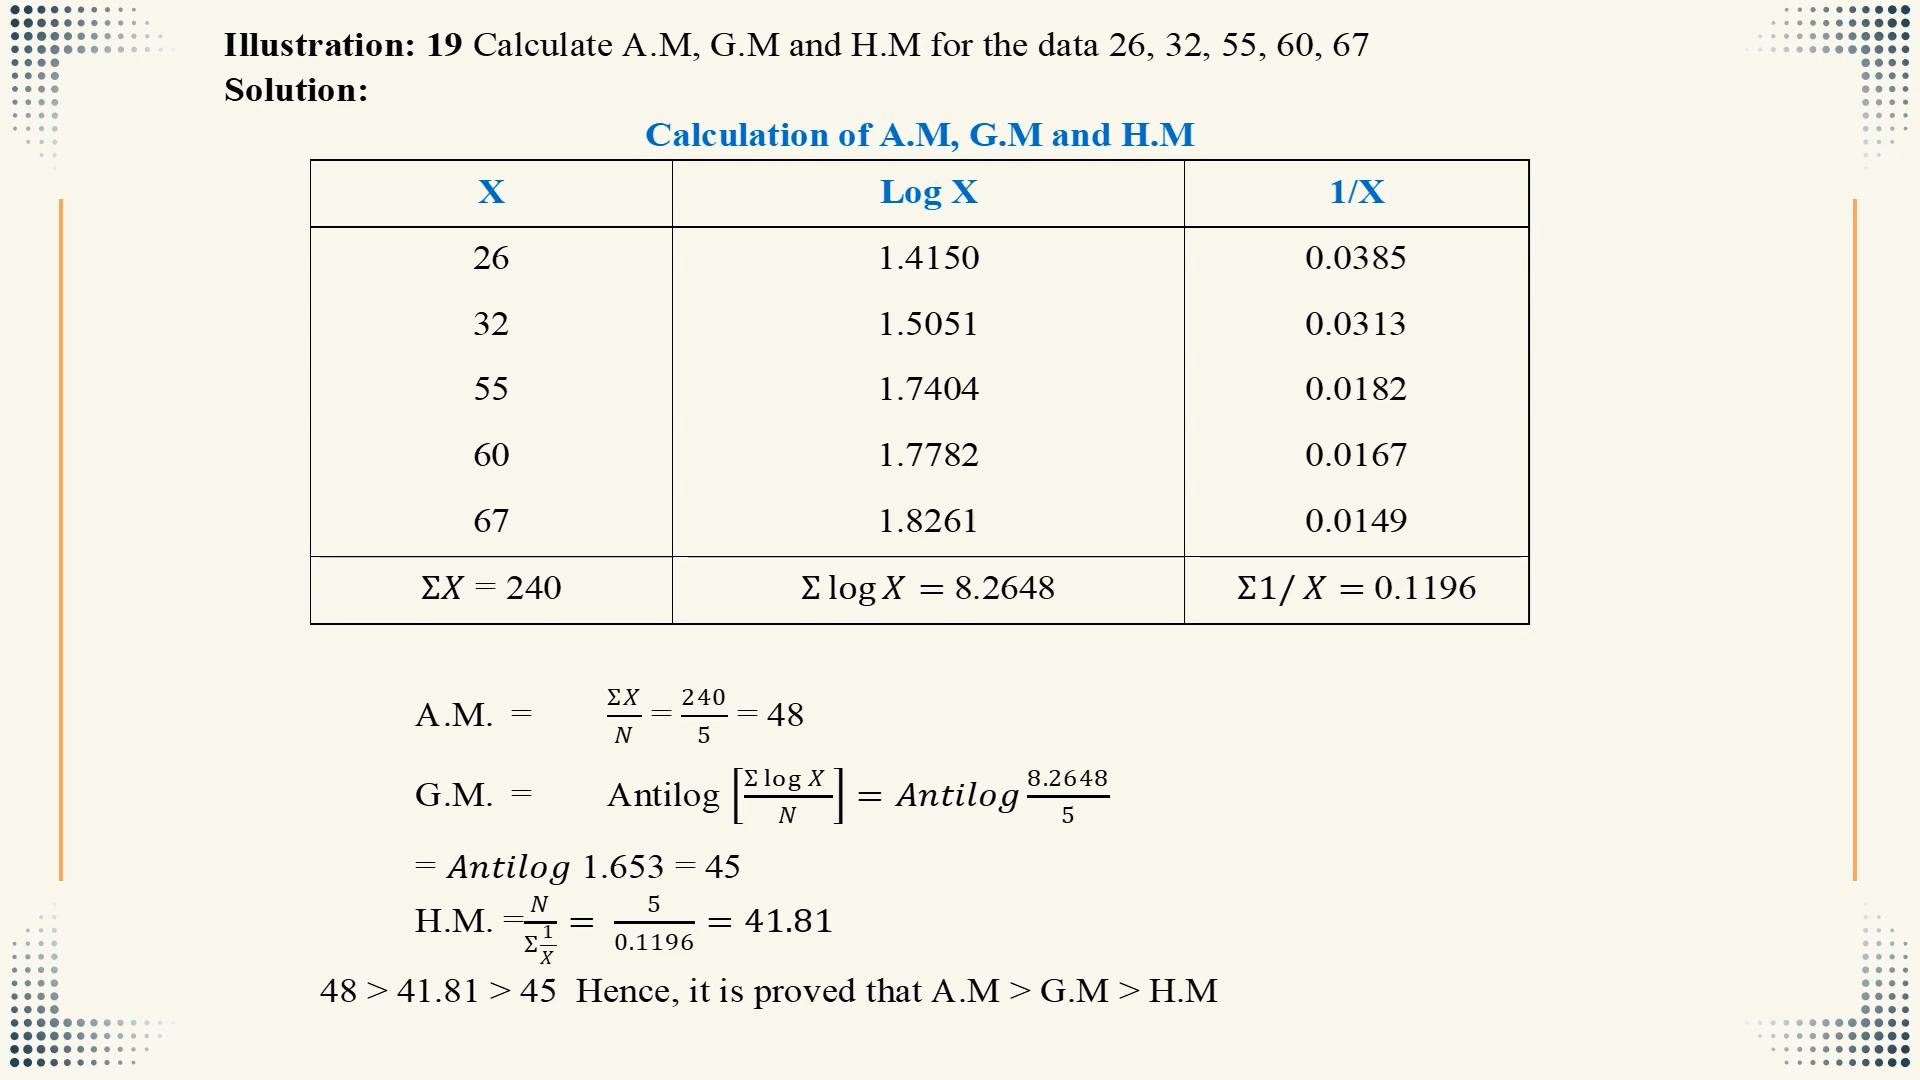 Illustration: 19 Calculate A.M, G.M and H.M for the data 26, 32, 55, 60, 67
Solution:
Calculation of A.M, G.M and H.M
X Log X 1/X
26 1.4150 0.0385
32 1.5051 0.0313
55 1.7404 0.0182
60 1.7782 0.0167
67 1.8261 0.0149
ΣX = 240 Σ log X = 8.2648 Σ1/ X = 0.1196
A.M. = ΣX/N = 240/5 = 48
G.M. = Antilog [Σ log X/N] = Antilog 8.2648/5
= Antilog 1.653 = 45
H.M. = N/Σ1/X = 5/0.1196 = 41.81
48 > 41.81 > 45 Hence, it is proved that A.M > G.M > H.M